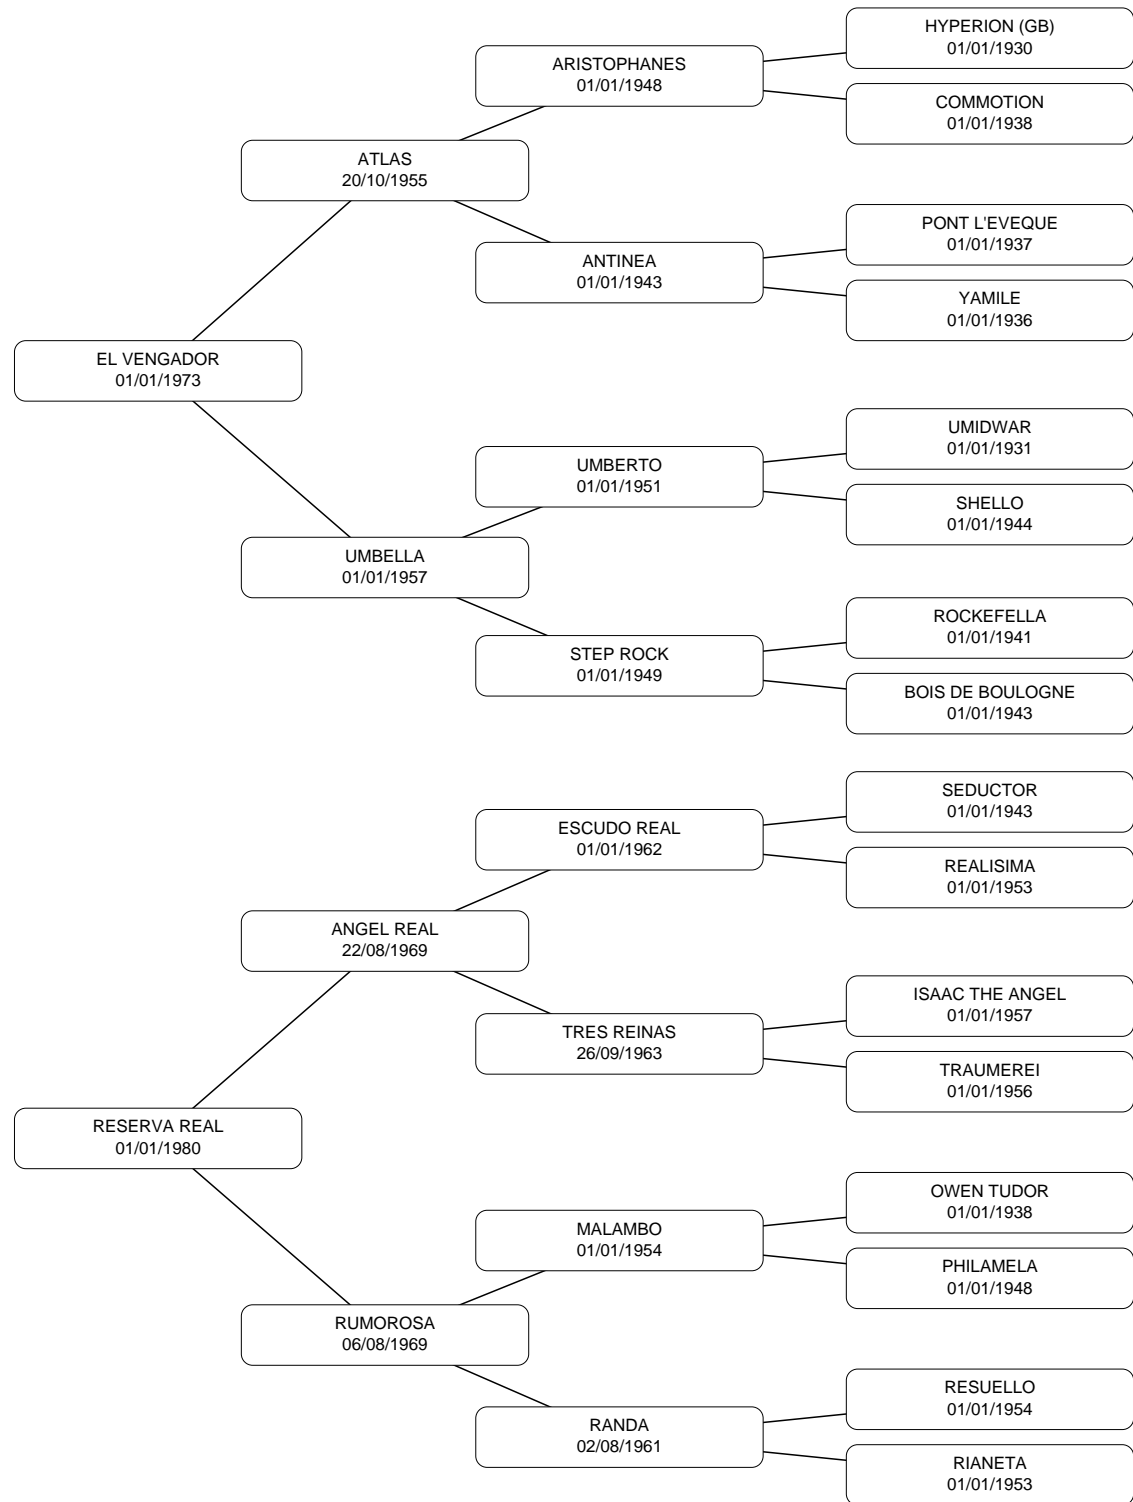 HYPERION (GB)
01/01/1930
ARISTOPHANES
01/01/1948
COMMOTION
01/01/1938
ATLAS
20/10/1955
PONT L'EVEQUE
01/01/1937
ANTINEA
01/01/1943
YAMILE
01/01/1936
EL VENGADOR
01/01/1973
UMIDWAR
01/01/1931
UMBERTO
01/01/1951
SHELLO
01/01/1944
UMBELLA
01/01/1957
ROCKEFELLA
01/01/1941
STEP ROCK
01/01/1949
BOIS DE BOULOGNE
01/01/1943
SEDUCTOR
01/01/1943
ESCUDO REAL
01/01/1962
REALISIMA
01/01/1953
ANGEL REAL
22/08/1969
ISAAC THE ANGEL
01/01/1957
TRES REINAS
26/09/1963
TRAUMEREI
01/01/1956
RESERVA REAL
01/01/1980
OWEN TUDOR
01/01/1938
MALAMBO
01/01/1954
PHILAMELA
01/01/1948
RUMOROSA
06/08/1969
RESUELLO
01/01/1954
RANDA
02/08/1961
RIANETA
01/01/1953